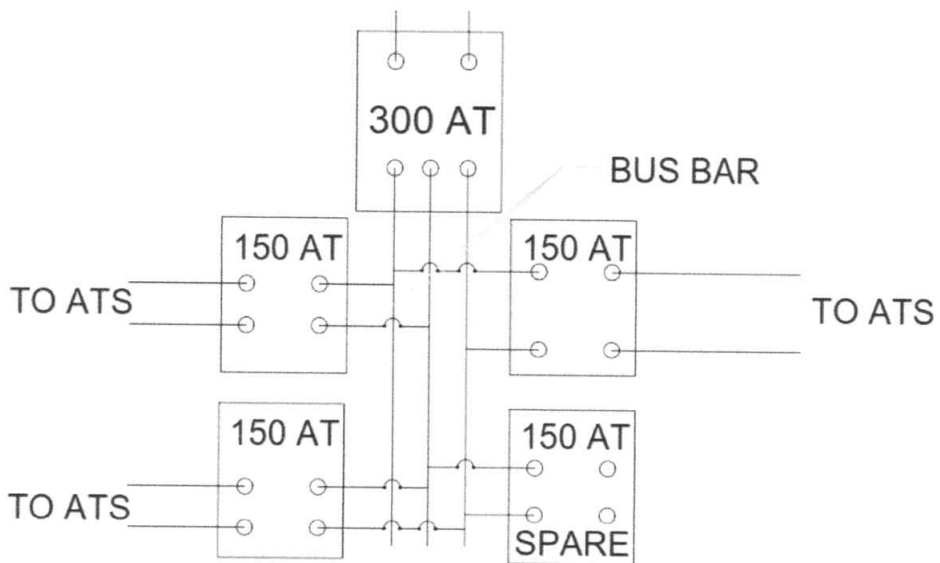 300 AT
BUS BAR
150 AT
150 AT
TO ATS
TO ATS
150 AT
150 AT
TO ATS
SPARE